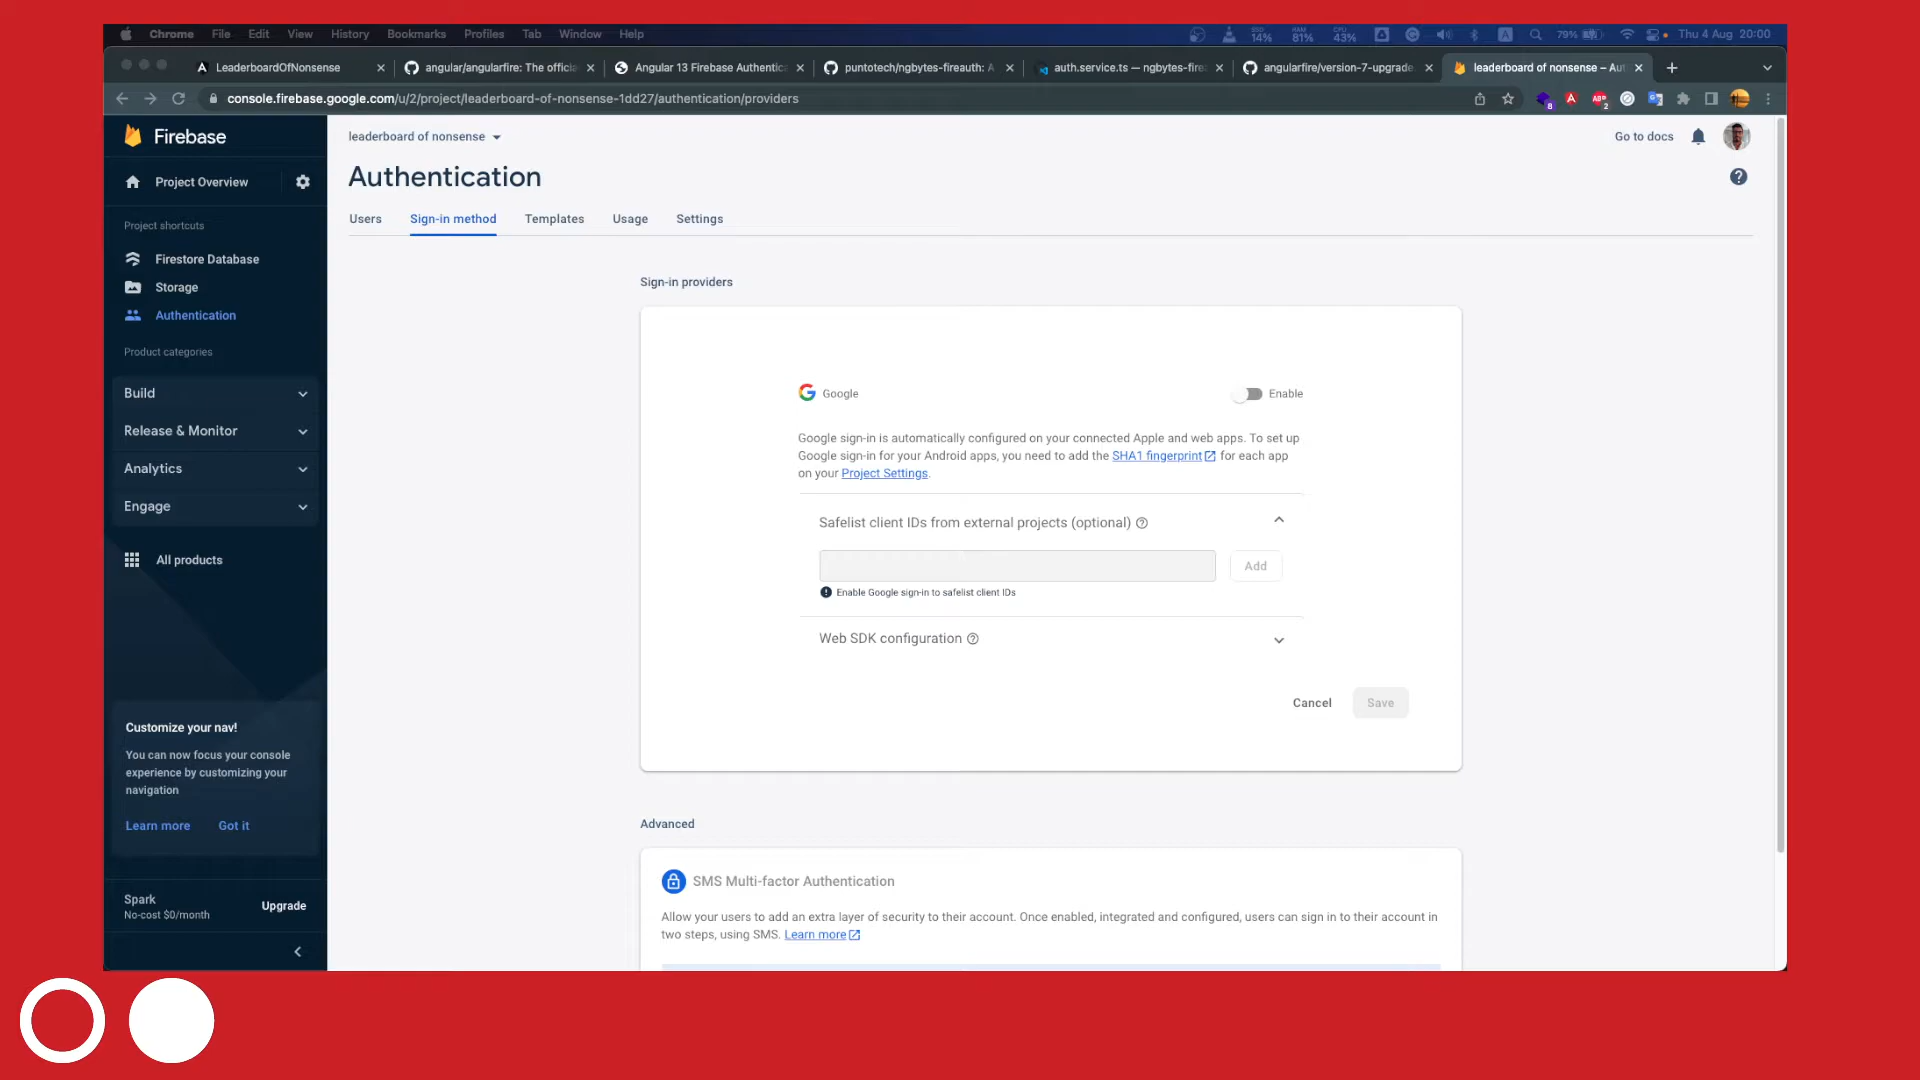 Chrome File Edit View History Bookmarks Profiles Tab Window Help
SSD 14% RAM 81% CPU 43% 79% Thu 4 Aug 20:00
LeaderboardOfNonsense
angular/angularfire: The officia
Angular 13 Firebase Authentica
puntotech/ngbytes-fireauth: A
auth.service.ts — ngbytes-fire
angularfire/version-7-upgrade.
leaderboard of nonsense – Aut
console.firebase.google.com/u/2/project/leaderboard-of-nonsense-1dd27/authentication/providers
8
ABP
2
Firebase
Project Overview
Project shortcuts
Firestore Database
Storage
Authentication
Product categories
Build
Release & Monitor
Analytics
Engage
All products
Customize your nav!
You can now focus your console
experience by customizing your
navigation
Learn more Got it
Spark
No-cost $0/month
Upgrade
leaderboard of nonsense
Go to docs
Authentication
Users Sign-in method Templates Usage Settings
Sign-in providers
Google
Enable
Google sign-in is automatically configured on your connected Apple and web apps. To set up
Google sign-in for your Android apps, you need to add the SHA1 fingerprint for each app
on your Project Settings.
Safelist client IDs from external projects (optional)
Add
Enable Google sign-in to safelist client IDs
Web SDK configuration
Cancel Save
Advanced
SMS Multi-factor Authentication
Allow your users to add an extra layer of security to their account. Once enabled, integrated and configured, users can sign in to their account in
two steps, using SMS. Learn more